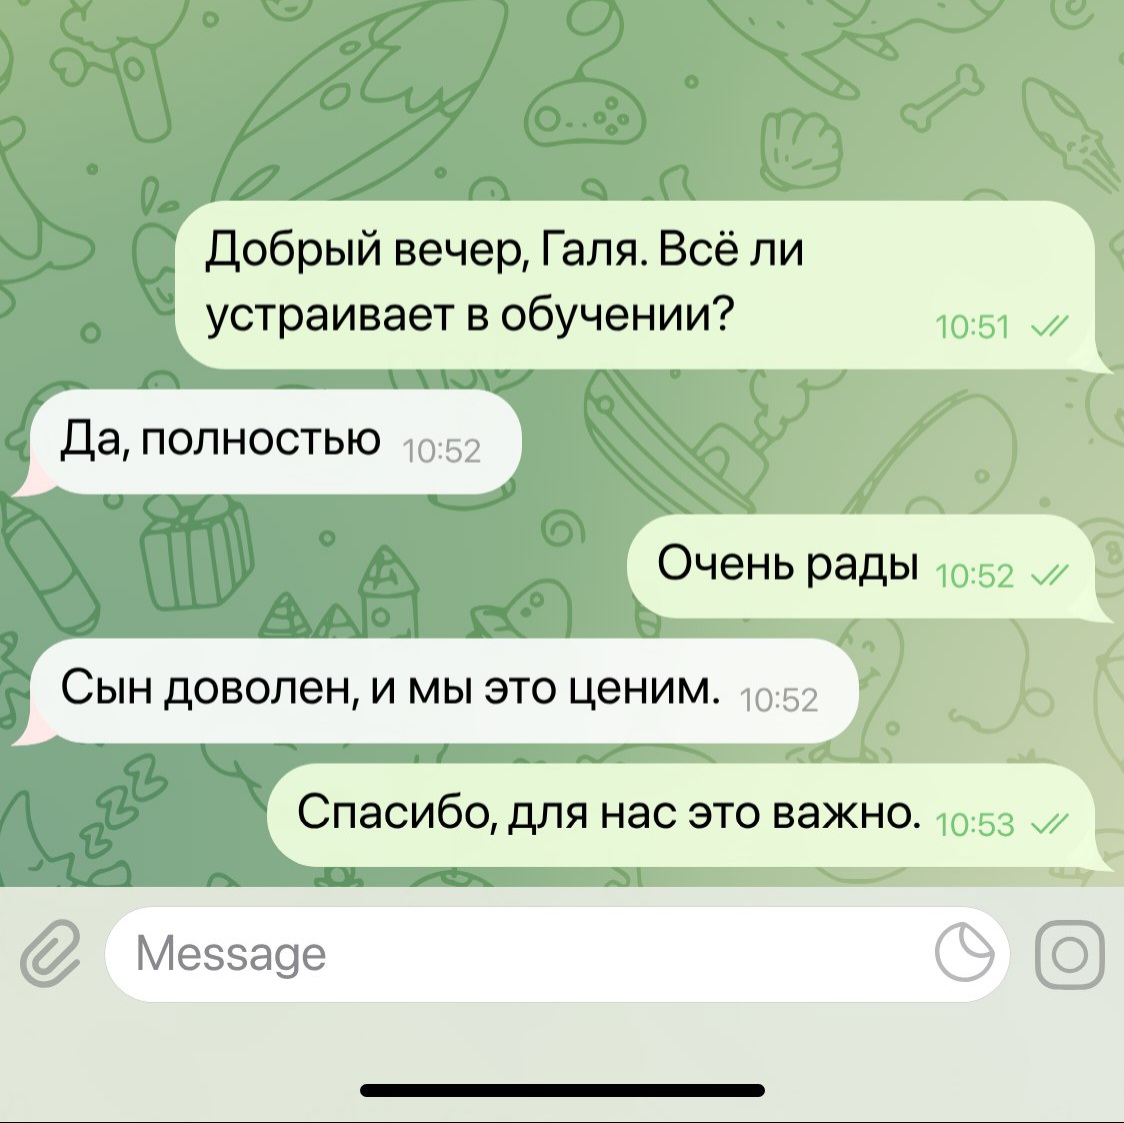 Добрый вечер, Галя. Всё ли
устраивает в обучении?
10:51
Да, полностью 10:52
Очень рады 10:52
Сын доволен, и мы это ценим. 10:52
Спасибо, для нас это важно. 10:53
Message